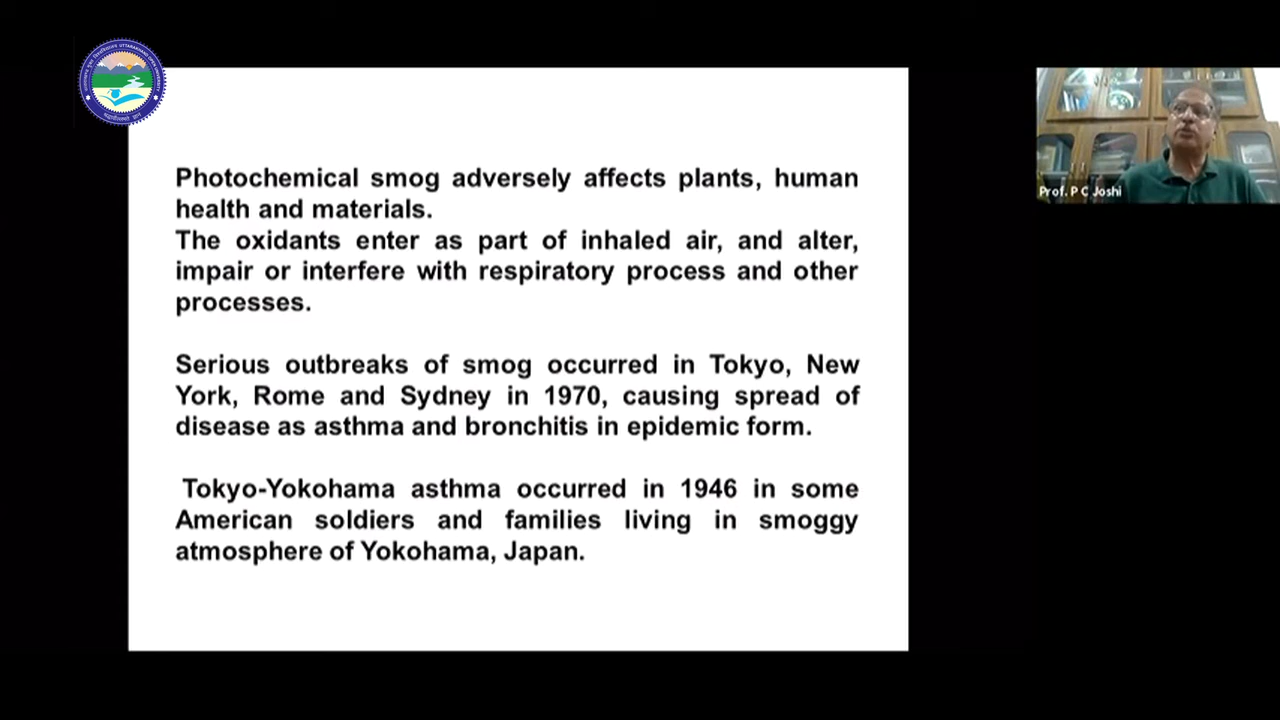 UTTARAKHAND OPEN UNIVERSITY
Photochemical smog adversely affects plants, human
health and materials.
The oxidants enter as part of inhaled air, and alter,
impair or interfere with respiratory process and other
processes.
Serious outbreaks of smog occurred in Tokyo, New
York, Rome and Sydney in 1970, causing spread of
disease as asthma and bronchitis in epidemic form.
Tokyo-Yokohama asthma occurred in 1946 in some
American soldiers and families living in smoggy
atmosphere of Yokohama, Japan.
Prof. P C Joshi